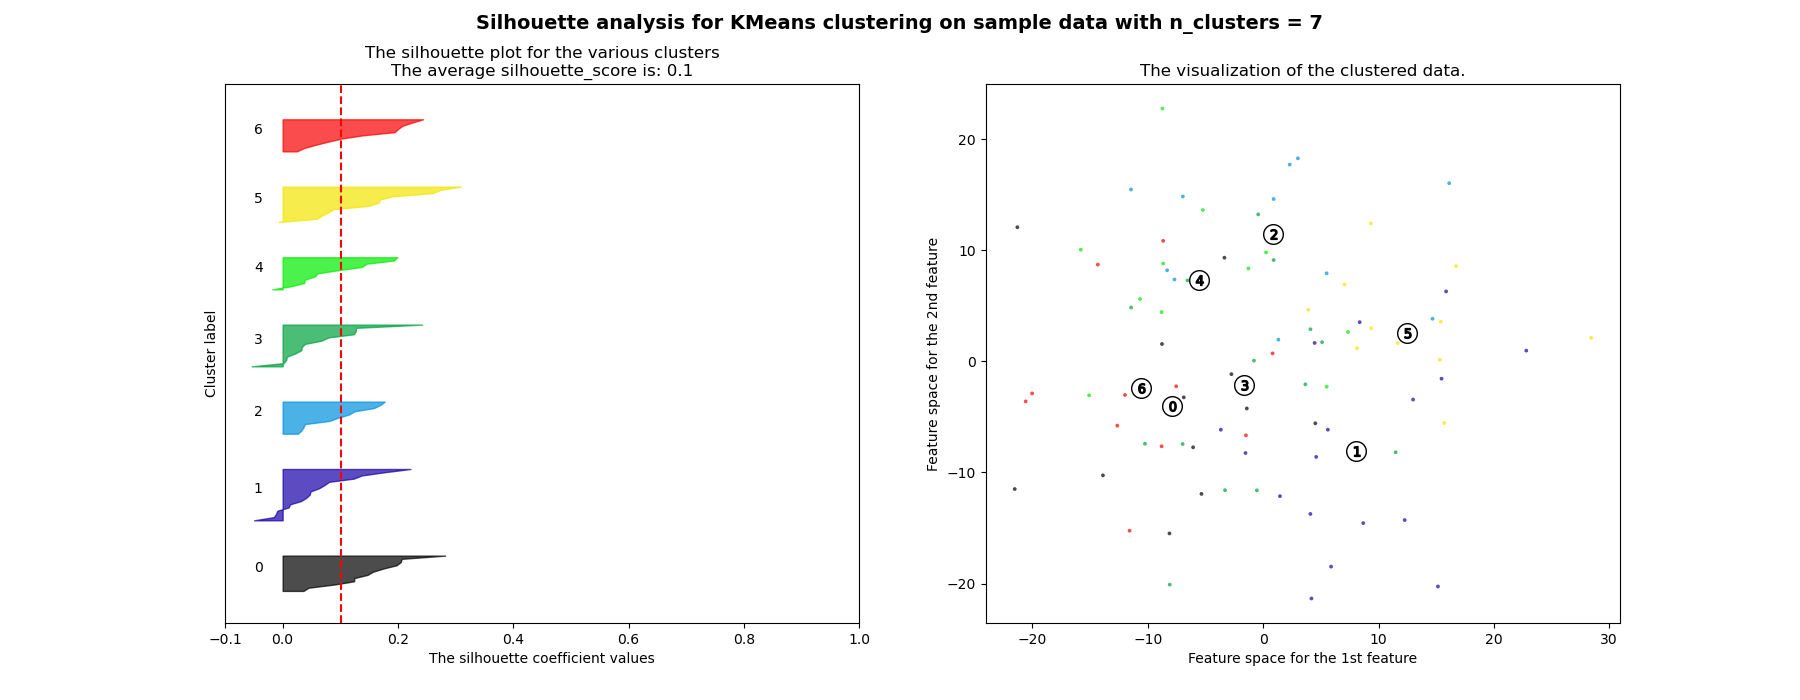 Silhouette analysis for KMeans clustering on sample data with n_clusters = 7
The silhouette plot for the various clusters
The average silhouette_score is: 0.1
6
5
4
3
2
1
0
Cluster label
−0.1 0.0 0.2 0.4 0.6 0.8 1.0
The silhouette coefficient values
The visualization of the clustered data.
20
10
0
−10
−20
Feature space for the 2nd feature
2
4
5
6
3
0
1
−20 −10 0 10 20 30
Feature space for the 1st feature